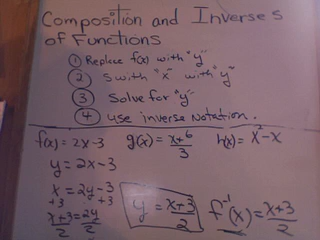 Composition and Inverses
of Functions
① Replace f(x) with "y"
② Switch "x" with "y"
③ Solve for "y"
④ use inverse Notation.
f(x) = 2x-3 g(x) = x+6/3 h(x) = x²-x
y = 2x-3
x = 2y-3
+3 +3
x+3/2 = 2y/2
y = x+3/2 f⁻¹(x) = x+3/2